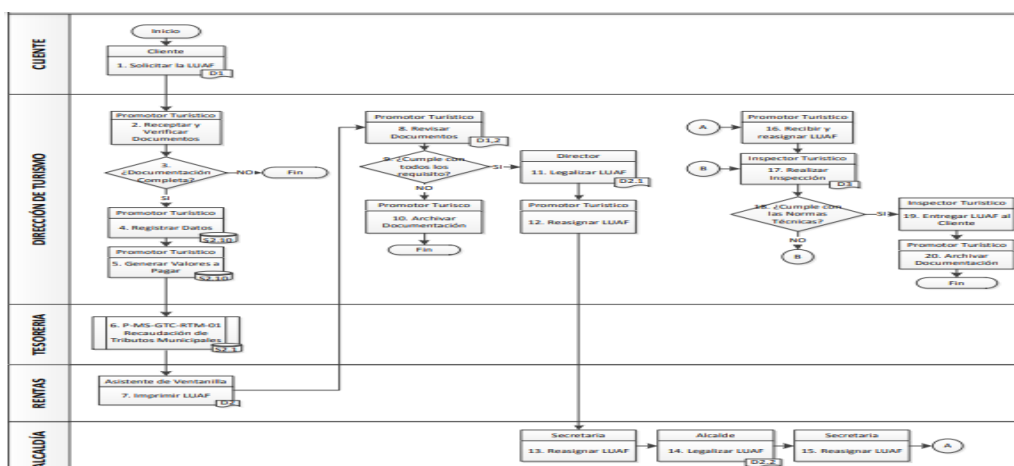 CLIENTE
Inicio
Cliente
1. Solicitar la LUAF
D1
DIRECCIÓN DE TURISMO
Promotor Turístico
2. Receptar y
Verificar
Documentos
3.
¿Documentación
Completa?
NO
Fin
SI
Promotor Turístico
4. Registrar Datos
S2.10
Promotor Turístico
5. Generar Valores a
Pagar
S2.10
Promotor Turístico
8. Revisar
Documentos
D1,2
9. ¿Cumple con
todos los
requisito?
SI
NO
Promotor Turisco
10. Archivar
Documentación
Fin
Director
11. Legalizar LUAF
D2.1
Promotor Turístico
12. Reasignar LUAF
A
Promotor Turístico
16. Recibir y
reasignar LUAF
B
Inspector Turístico
17. Realizar
Inspección
D3
18. ¿Cumple con
las Normas
Técnicas?
SI
NO
B
Inspector Turístico
19. Entregar LUAF al
Cliente
Promotor Turístico
20. Archivar
Documentación
Fin
TESORERIA
6. P-MS-GTC-RTM-01
Recaudación de
Tributos Municipales
S2.1
RENTAS
Asistente de Ventanilla
7. Imprimir LUAF
D2
ALCALDÍA
Secretaria
13. Reasignar LUAF
Alcalde
14. Legalizar LUAF
D2.2
Secretaria
15. Reasignar LUAF
A